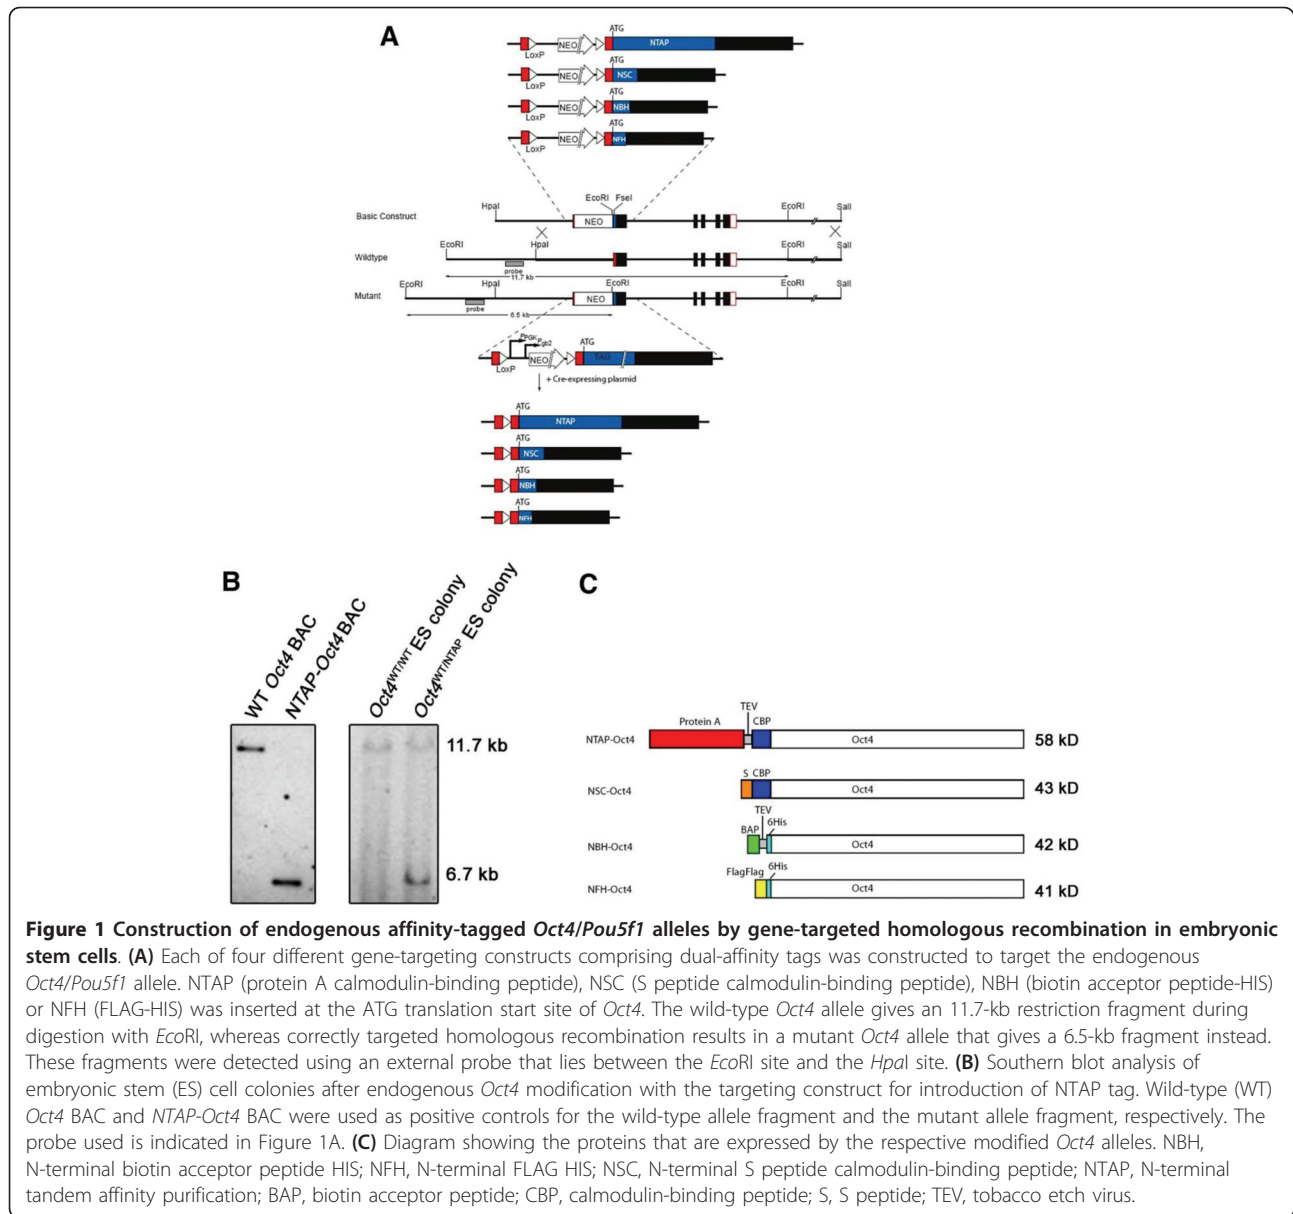 A
ATG
NEO
NTAP
LoxP
ATG
NEO
NSC
LoxP
ATG
NEO
NBH
LoxP
ATG
NEO
NFH
LoxP
EcoRI FseI
HpaI
EcoRI
SalI
Basic Construct
NEO
EcoRI
HpaI
Wildtype
probe
11.7 kb
EcoRI
HpaI
EcoRI
EcoRI
SalI
Mutant
NEO
probe
6.5 kb
PPGK Pgb2
ATG
NEO
TAG
LoxP
+ Cre-expressing plasmid
ATG
NTAP
ATG
NSC
ATG
NBH
ATG
NFH
B
WT Oct4 BAC
NTAP-Oct4 BAC
Oct4WT/WT ES colony
Oct4WT/NTAP ES colony
11.7 kb
6.7 kb
C
TEV
Protein A CBP
NTAP-Oct4 Oct4 58 kD
S CBP
NSC-Oct4 Oct4 43 kD
TEV
BAP 6His
NBH-Oct4 Oct4 42 kD
FlagFlag 6His
NFH-Oct4 Oct4 41 kD
Figure 1 Construction of endogenous affinity-tagged Oct4/Pou5f1 alleles by gene-targeted homologous recombination in embryonic
stem cells. (A) Each of four different gene-targeting constructs comprising dual-affinity tags was constructed to target the endogenous
Oct4/Pou5f1 allele. NTAP (protein A calmodulin-binding peptide), NSC (S peptide calmodulin-binding peptide), NBH (biotin acceptor peptide-HIS)
or NFH (FLAG-HIS) was inserted at the ATG translation start site of Oct4. The wild-type Oct4 allele gives an 11.7-kb restriction fragment during
digestion with EcoRI, whereas correctly targeted homologous recombination results in a mutant Oct4 allele that gives a 6.5-kb fragment instead.
These fragments were detected using an external probe that lies between the EcoRI site and the HpaI site. (B) Southern blot analysis of
embryonic stem (ES) cell colonies after endogenous Oct4 modification with the targeting construct for introduction of NTAP tag. Wild-type (WT)
Oct4 BAC and NTAP-Oct4 BAC were used as positive controls for the wild-type allele fragment and the mutant allele fragment, respectively. The
probe used is indicated in Figure 1A. (C) Diagram showing the proteins that are expressed by the respective modified Oct4 alleles. NBH,
N-terminal biotin acceptor peptide HIS; NFH, N-terminal FLAG HIS; NSC, N-terminal S peptide calmodulin-binding peptide; NTAP, N-terminal
tandem affinity purification; BAP, biotin acceptor peptide; CBP, calmodulin-binding peptide; S, S peptide; TEV, tobacco etch virus.